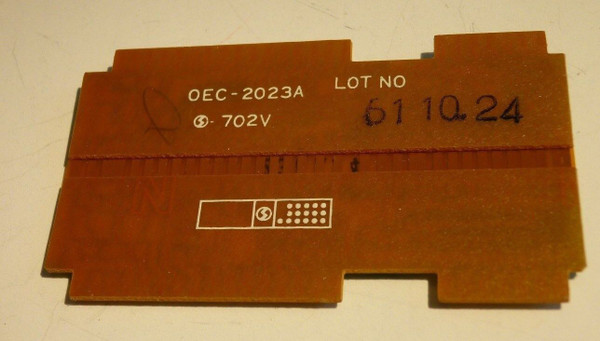 OEC-2023A
LOT NO
S- 702V
61 10.24
S